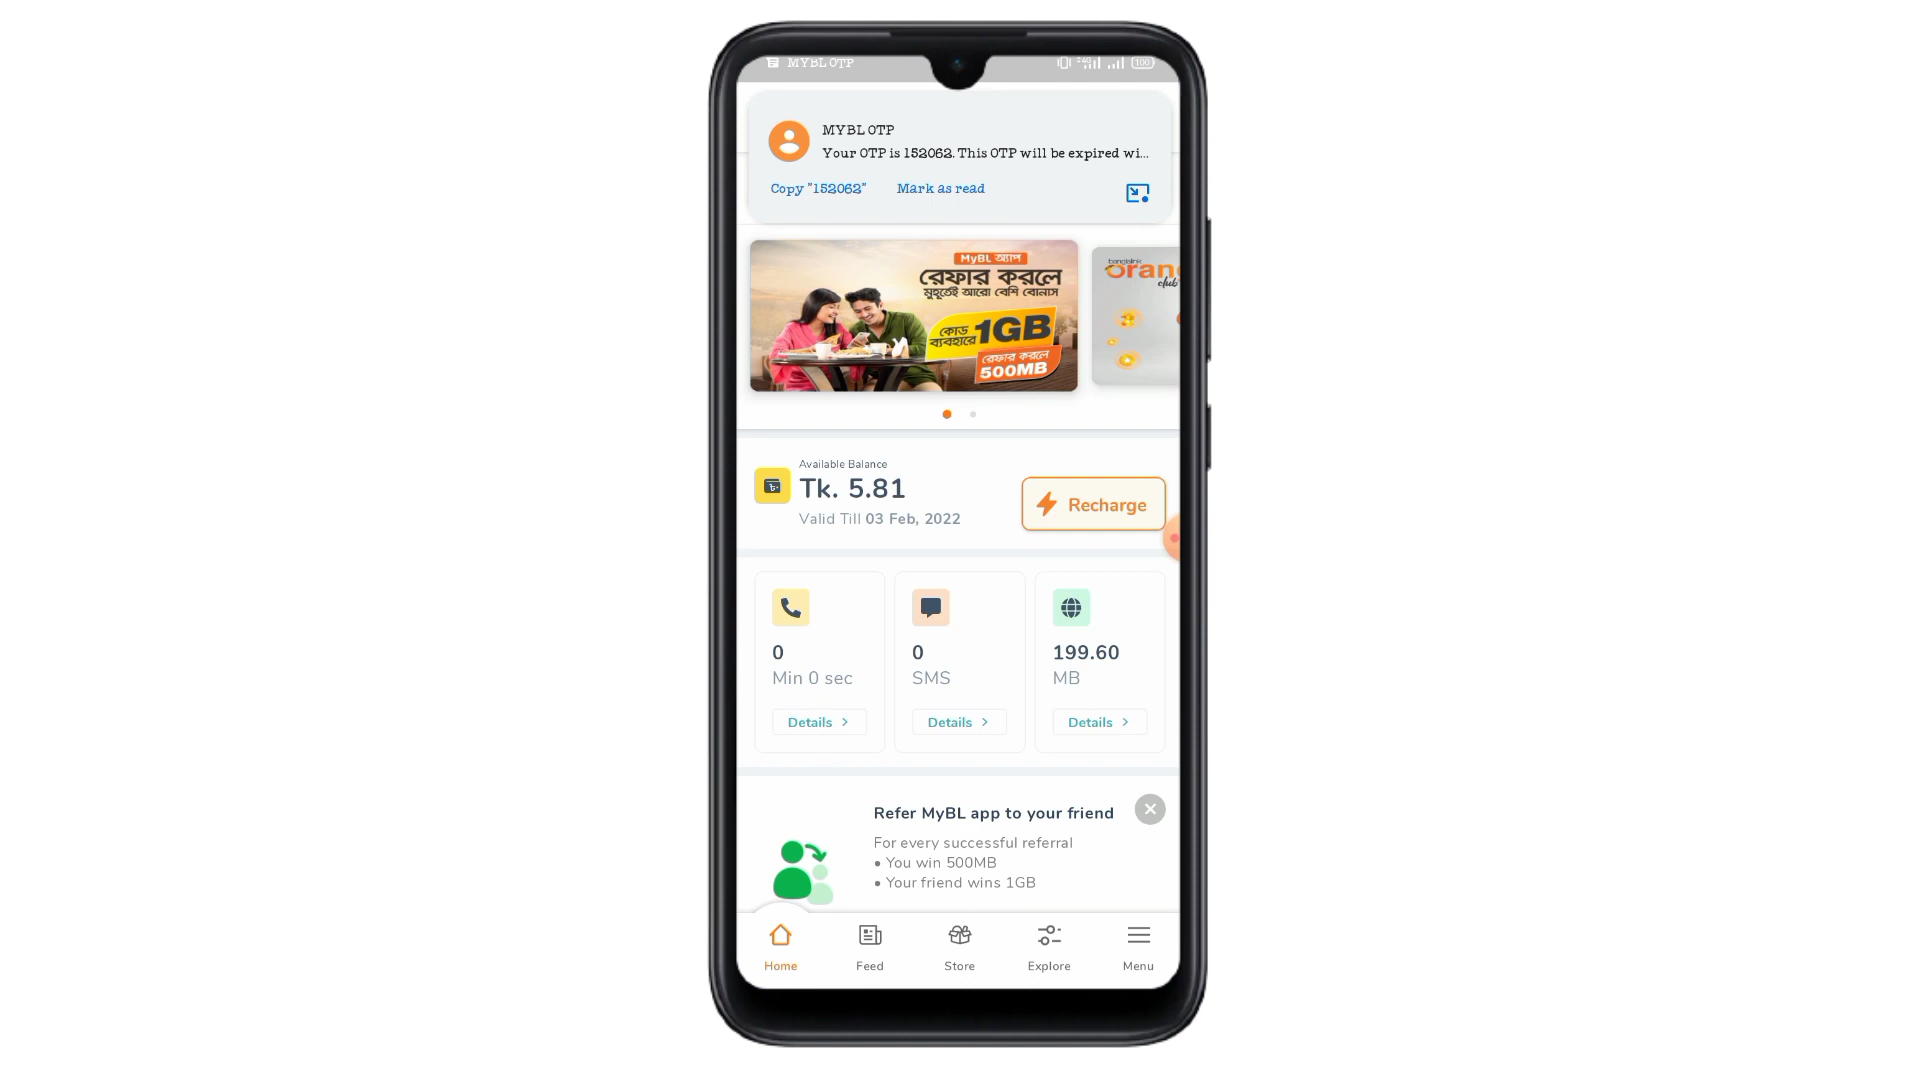 MYBL OTP
100
MYBL OTP
Your OTP is 152062. This OTP will be expired wi...
Copy "152062" Mark as read
MyBL অ্যাপ
রেফার করলে
মুহূর্তেই আরো বেশি বোনাস
কোড ব্যবহারে 1GB
রেফার করলে
500MB
banglalink
oran
club
Available Balance
Tk. 5.81
Valid Till 03 Feb, 2022
Recharge
0
Min 0 sec
Details
0
SMS
Details
199.60
MB
Details
Refer MyBL app to your friend
For every successful referral
• You win 500MB
• Your friend wins 1GB
Home Feed Store Explore Menu